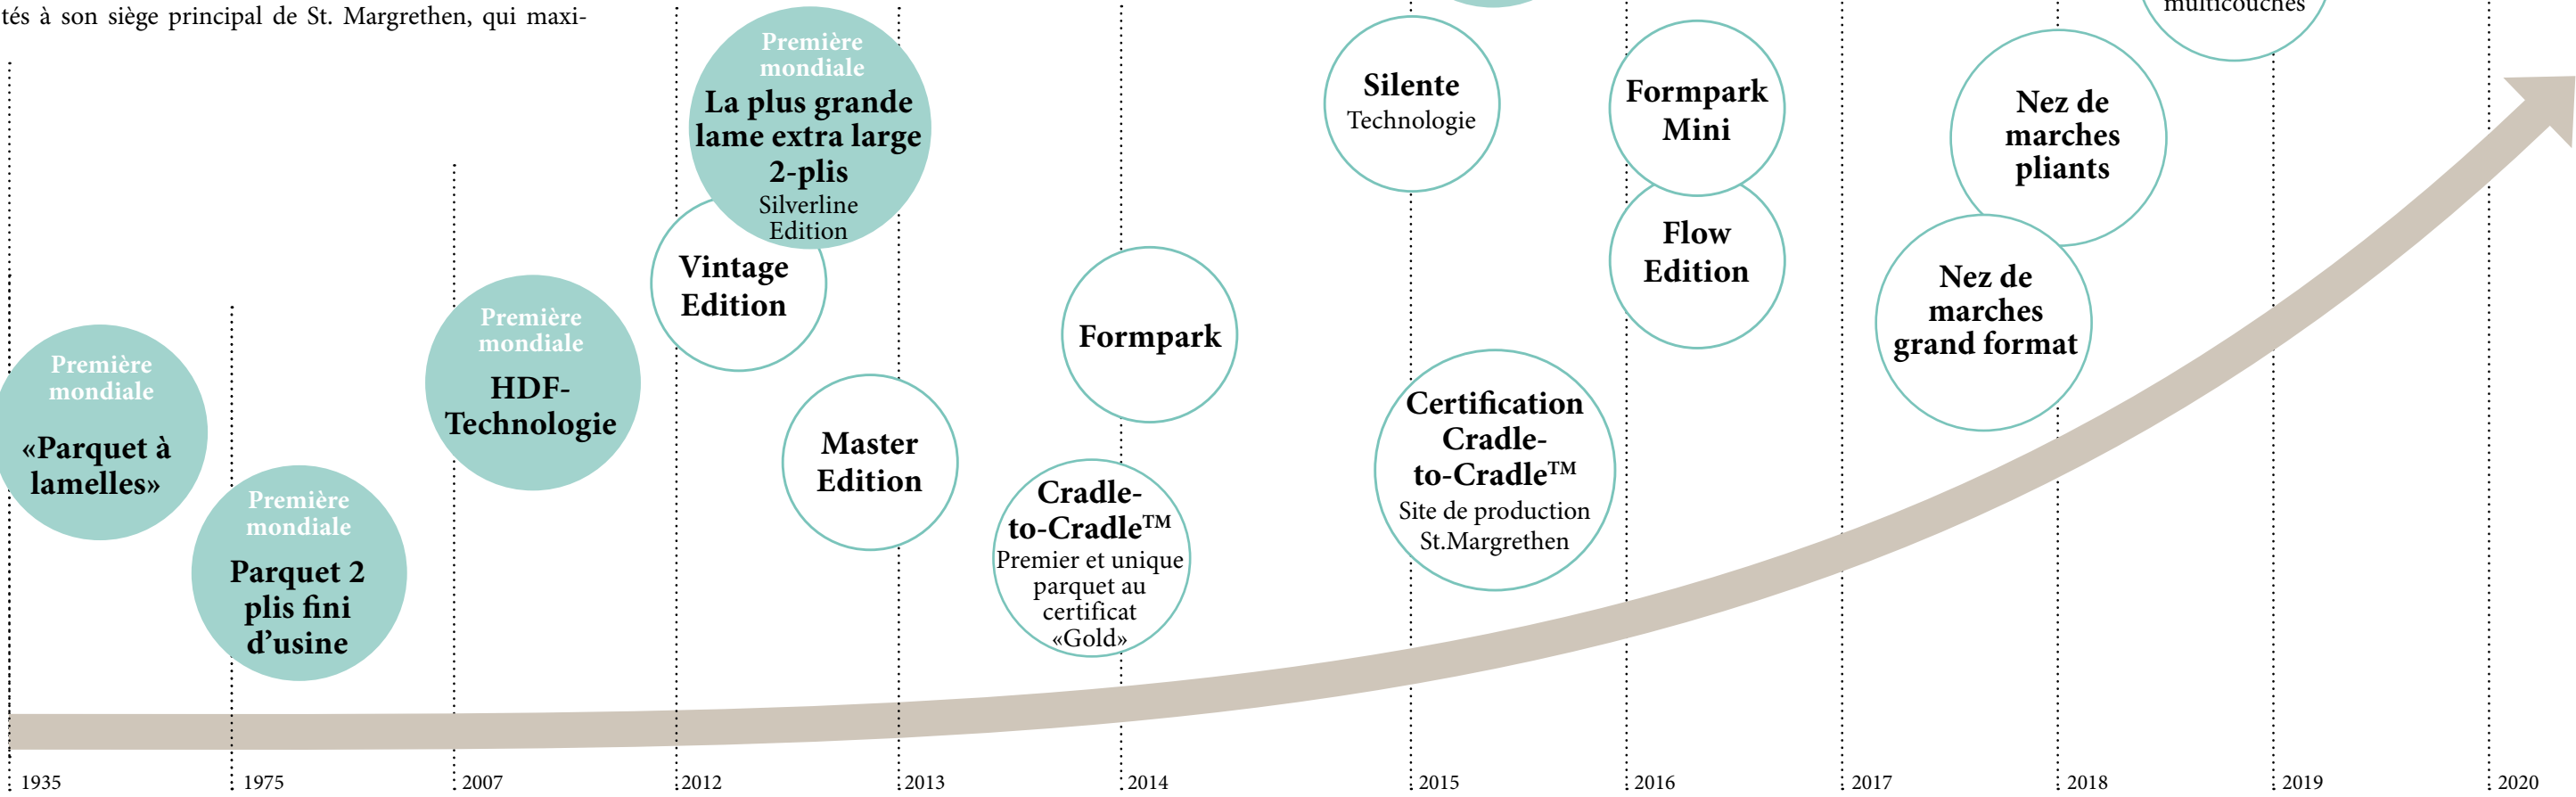 tés à son siège principal de St. Margrethen, qui maxi-
Première
mondiale
«Parquet à
lamelles»
Première
mondiale
Parquet 2
plis fini
d’usine
Première
mondiale
HDF-
Technologie
Première
mondiale
La plus grande
lame extra large
2-plis
Silverline
Edition
Vintage
Edition
Master
Edition
Formpark
Cradle-
to-Cradle™
Premier et unique
parquet au
certificat
«Gold»
Silente
Technologie
Certification
Cradle-
to-Cradle™
Site de production
St.Margrethen
Formpark
Mini
Flow
Edition
Nez de
marches
pliants
Nez de
marches
grand format
multicouches
1935
1975
2007
2012
2013
2014
2015
2016
2017
2018
2019
2020